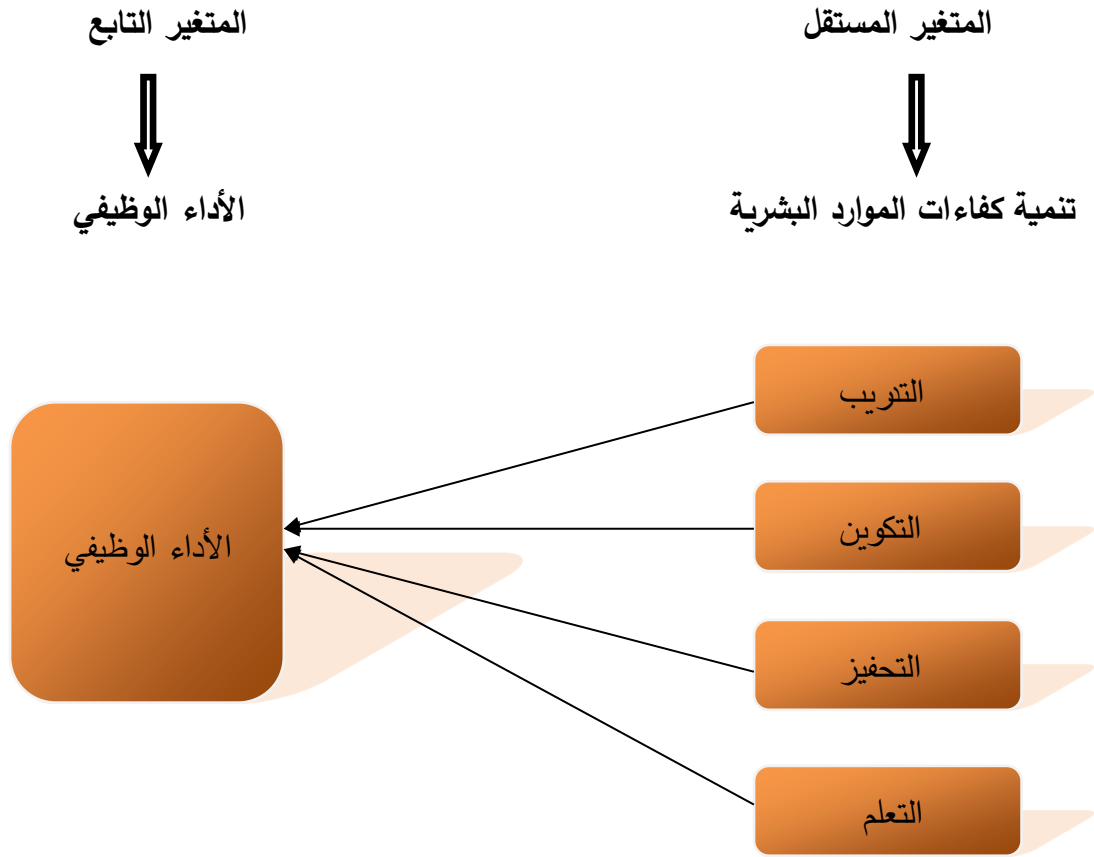 المتغير المستقل
المتغير التابع
تنمية كفاءات الموارد البشرية
الأداء الوظيفي
التدريب
التكوين
الأداء الوظيفي
التحفيز
التعلم